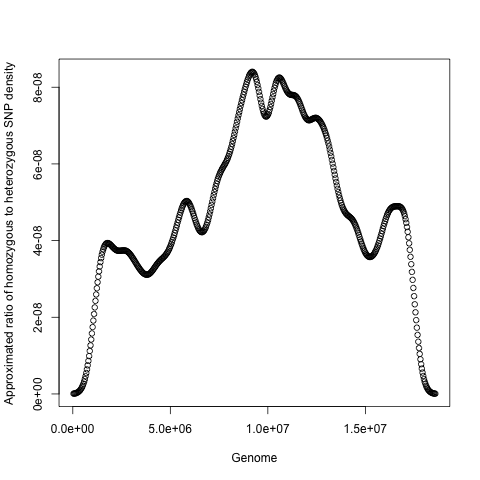 Approximated ratio of homozygous to heterozygous SNP density
8e-08
6e-08
4e-08
2e-08
0e+00
0.0e+00 5.0e+06 1.0e+07 1.5e+07
Genome